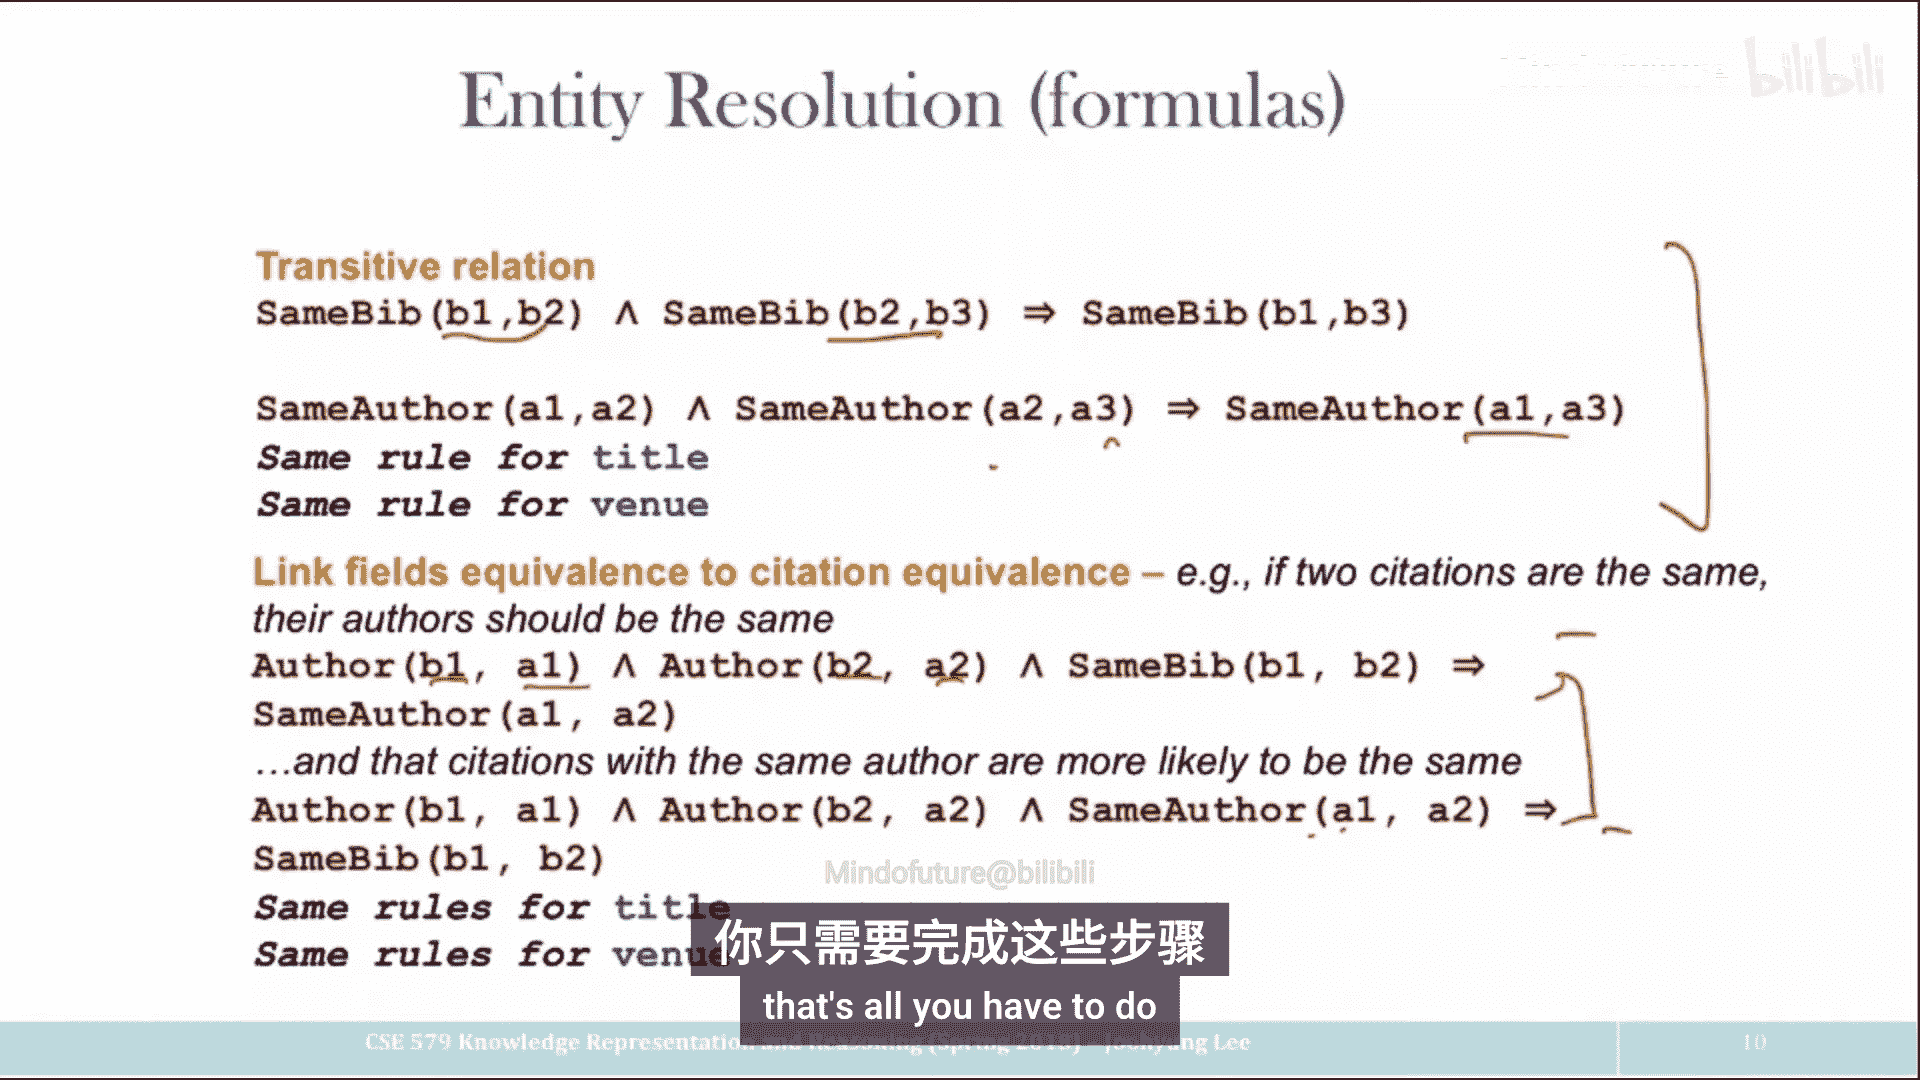 bilibili
Entity Resolution (formulas)
Transitive relation
SameBib(b1,b2) ∧ SameBib(b2,b3) ⇒ SameBib(b1,b3)
SameAuthor(a1,a2) ∧ SameAuthor(a2,a3) ⇒ SameAuthor(a1,a3)
Same rule for title
Same rule for venue
Link fields equivalence to citation equivalence – e.g., if two citations are the same,
their authors should be the same
Author(b1, a1) ∧ Author(b2, a2) ∧ SameBib(b1, b2) ⇒
SameAuthor(a1, a2)
…and that citations with the same author are more likely to be the same
Author(b1, a1) ∧ Author(b2, a2) ∧ SameAuthor(a1, a2) ⇒
SameBib(b1, b2)
Mindofuture@bilibili
Same rules for title
Same rules for venue
你只需要完成这些步骤
that's all you have to do
CSE 579 Knowledge Representation and Reasoning (Spring 2018) – Joohyung Lee
10